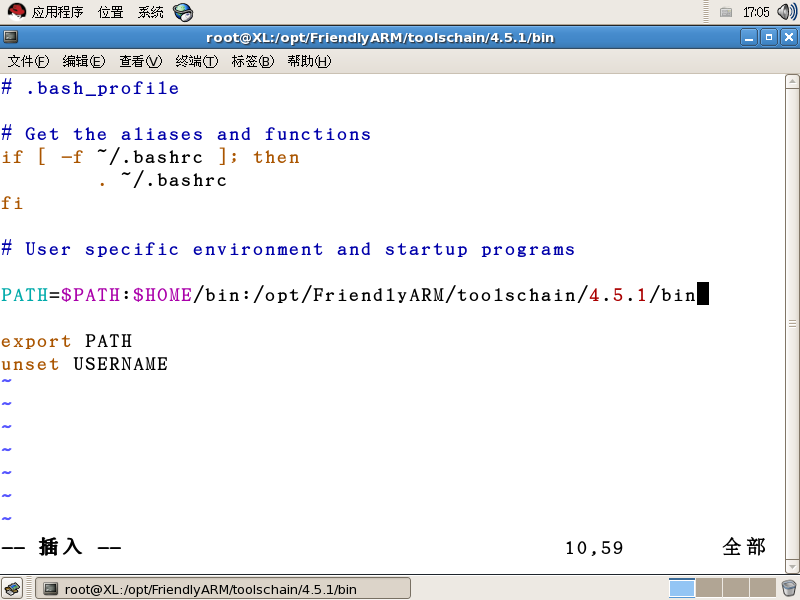 应用程序 位置 系统 17:05
root@XL:/opt/FriendlyARM/toolschain/4.5.1/bin
文件(F) 编辑(E) 查看(V) 终端(T) 标签(B) 帮助(H)
# .bash_profile
# Get the aliases and functions
if [ -f ~/.bashrc ]; then
. ~/.bashrc
fi
# User specific environment and startup programs
PATH=$PATH:$HOME/bin:/opt/FriendlyARM/toolschain/4.5.1/bin
export PATH
unset USERNAME
~
~
~
~
~
~
~
-- 插入 -- 10,59 全部
root@XL:/opt/FriendlyARM/toolschain/4.5.1/bin